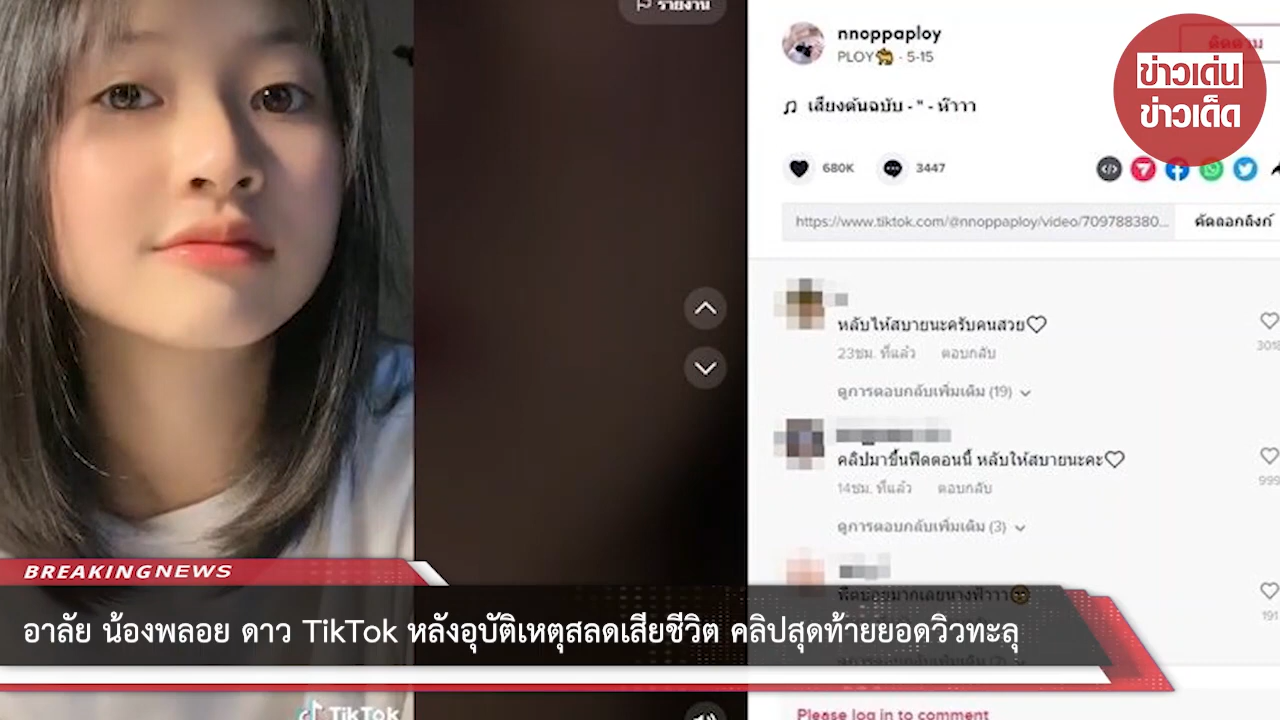 รายงาน
nnoppaploy
PLOY🐅 · 5-15
ติดตาม
ข่าวเด่น
ข่าวเด็ด
♫ เสียงต้นฉบับ - " - ห๊าาา
680K
3447
https://www.tiktok.com/@nnoppaploy/video/709788380...
คัดลอกลิงก์
หลับให้สบายนะครับคนสวย♡
23ชม. ที่แล้ว ตอบกลับ
3018
ดูการตอบกลับเพิ่มเติม (19)
คลิปมาขึ้นฟีดตอนนี้ หลับให้สบายนะคะ♡
14ชม. ที่แล้ว ตอบกลับ
999
ดูการตอบกลับเพิ่มเติม (3)
191
BREAKINGNEWS
อาลัย น้องพลอย ดาว TikTok หลังอุบัติเหตุสลดเสียชีวิต คลิปสุดท้ายยอดวิวทะลุ
TikTok
Please log in to comment